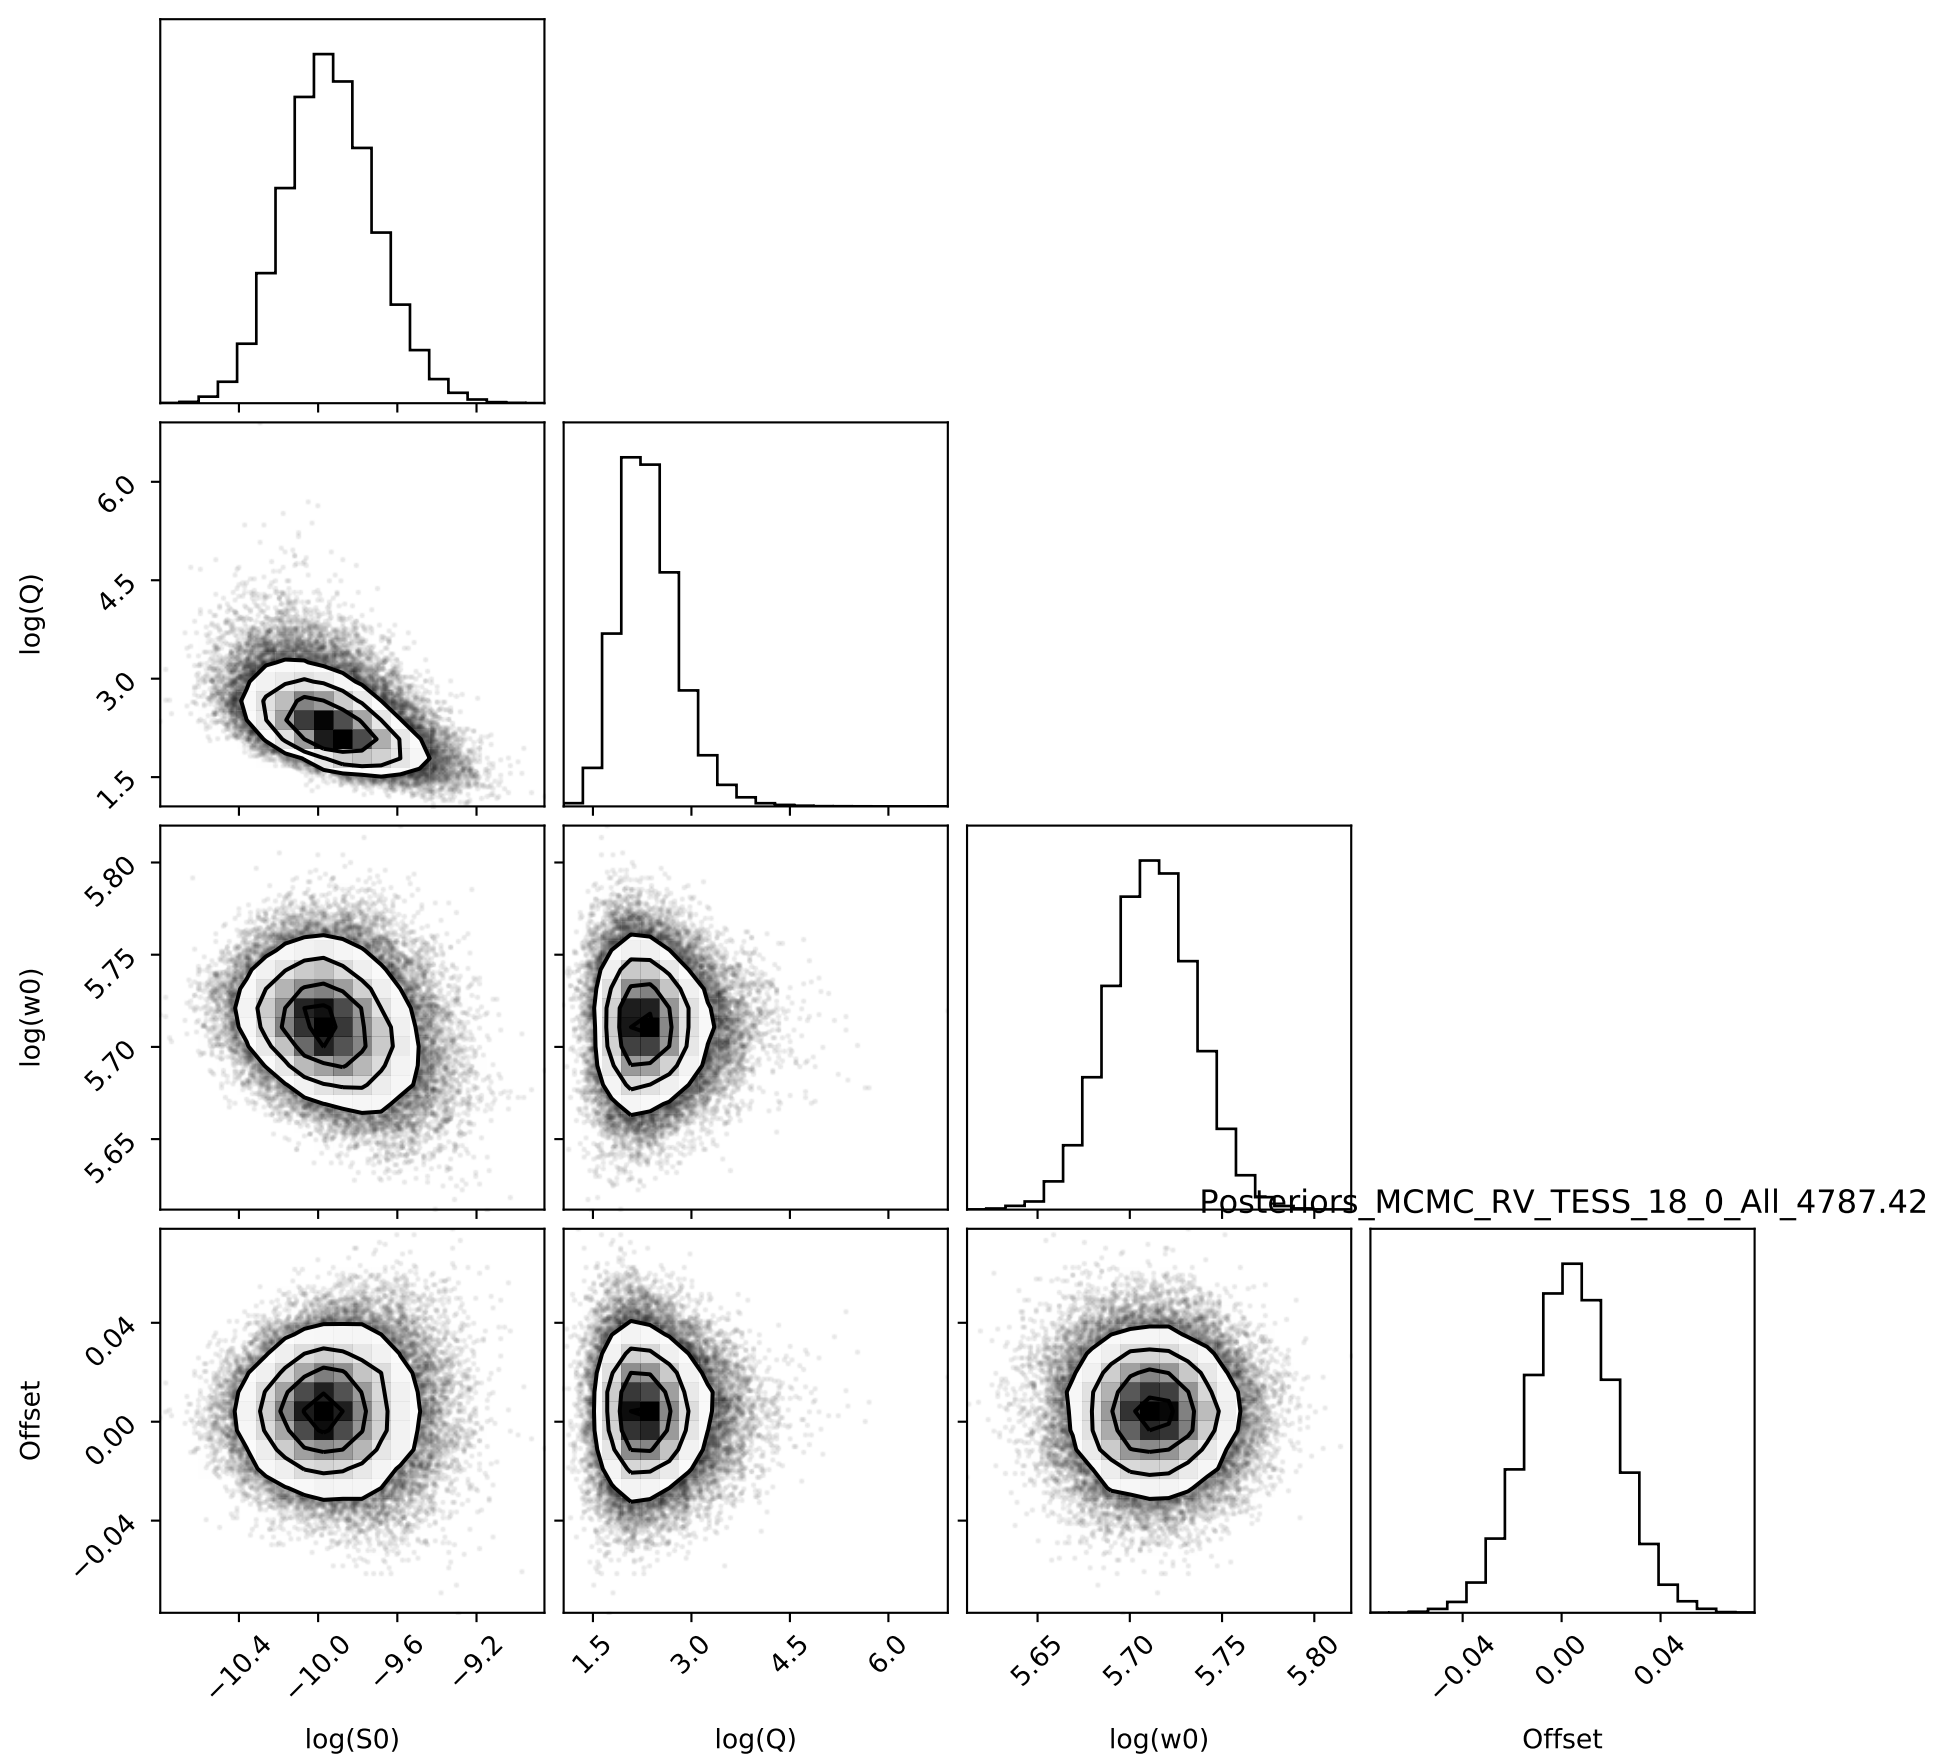 6.0
4.5
3.0
1.5
log(Q)
5.80
5.75
5.70
5.65
log(w0)
Posteriors_MCMC_RV_TESS_18_0_All_4787.42
0.04
0.00
−0.04
Offset
−10.4 −10.0 −9.6 −9.2 1.5 3.0 4.5 6.0 5.65 5.70 5.75 5.80 −0.04 0.00 0.04
log(S0) log(Q) log(w0) Offset